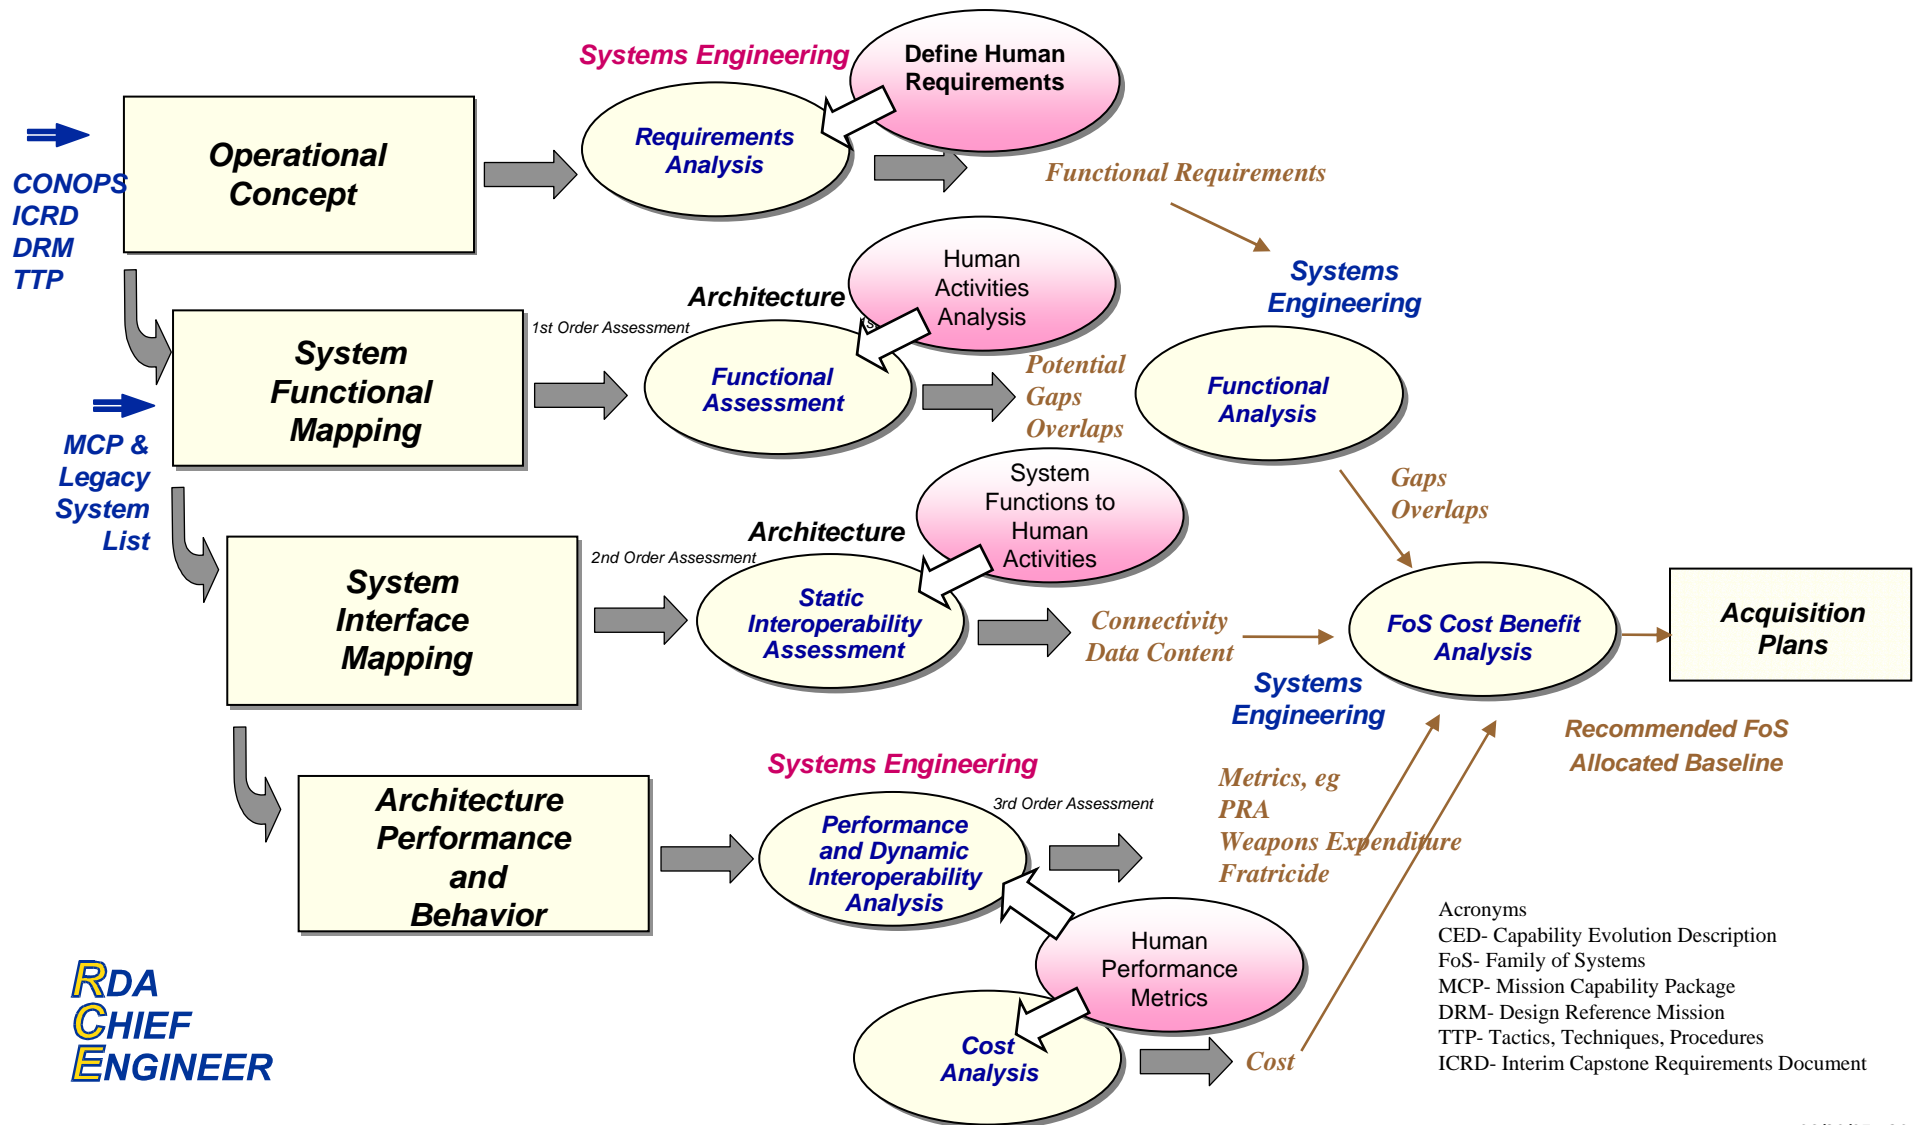 Systems Engineering
Define Human
Requirements
Operational
Concept
Requirements
Analysis
CONOPS
ICRD
DRM
TTP
Functional Requirements
Human
Activities
Analysis
Systems
Engineering
Architecture
1st Order Assessment
System
Functional
Mapping
Functional
Assessment
Potential
Gaps
Overlaps
Functional
Analysis
MCP &
Legacy
System
List
System
Functions to
Human
Activities
Gaps
Overlaps
Architecture
2nd Order Assessment
System
Interface
Mapping
Static
Interoperability
Assessment
Connectivity
Data Content
FoS Cost Benefit
Analysis
Acquisition
Plans
Systems
Engineering
Recommended FoS
Allocated Baseline
Systems Engineering
3rd Order Assessment
Architecture
Performance
and
Behavior
Performance
and Dynamic
Interoperability
Analysis
Metrics, eg
PRA
Weapons Expenditure
Fratricide
Human
Performance
Metrics
Cost
Analysis
Cost
RDA
CHIEF
ENGINEER
Acronyms
CED- Capability Evolution Description
FoS- Family of Systems
MCP- Mission Capability Package
DRM- Design Reference Mission
TTP- Tactics, Techniques, Procedures
ICRD- Interim Capstone Requirements Document